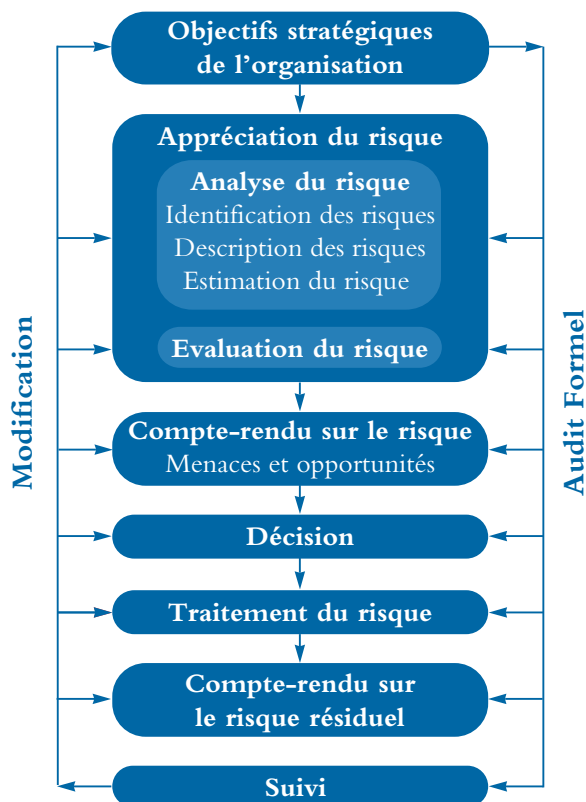 Objectifs stratégiques
de l'organisation
Appréciation du risque
Analyse du risque
Identification des risques
Description des risques
Estimation du risque
Evaluation du risque
Compte-rendu sur le risque
Menaces et opportunités
Décision
Traitement du risque
Compte-rendu sur
le risque résiduel
Suivi
Modification
Audit Formel